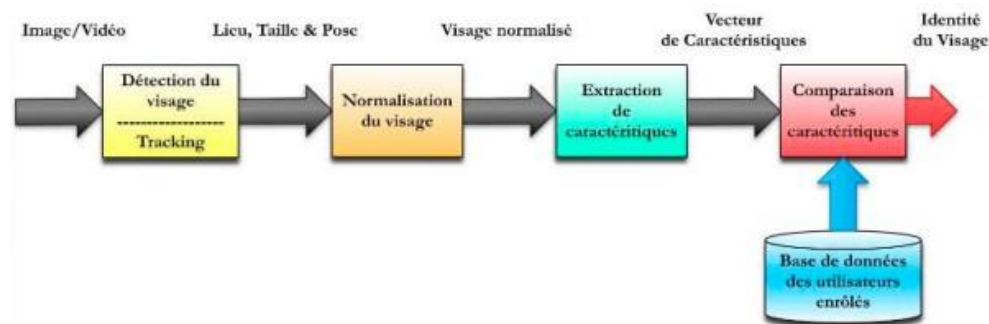 Image/Vidéo
Lieu, Taille & Pose
Visage normalisé
Vecteur
de Caractéristiques
Identité
du Visage
Détection du
visage
------------------
Tracking
Normalisation
du visage
Extraction
de
caractéritiques
Comparaison
des
caractéritiques
Base de données
des utilisateurs
enrôlés